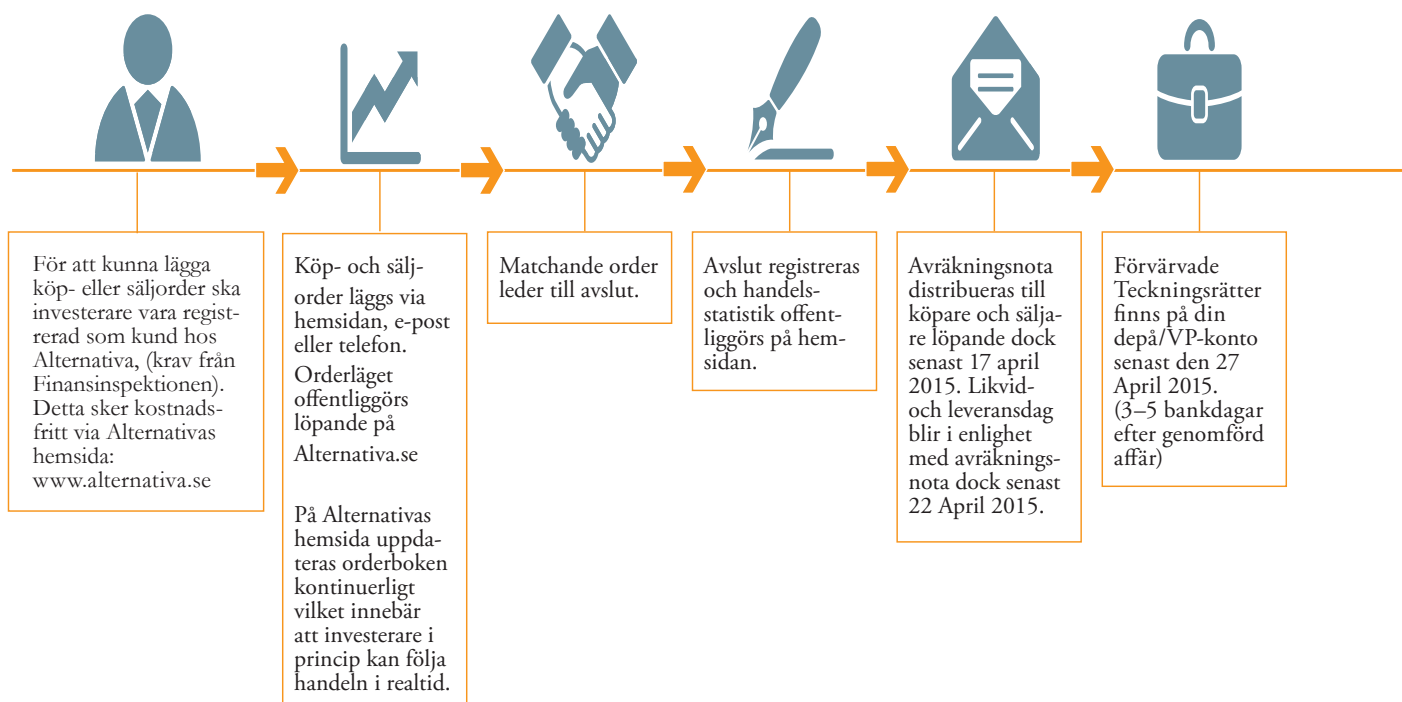 För att kunna lägga
köp- eller säljorder ska
investerare vara regist-
rerad som kund hos
Alternativa, (krav från
Finansinspektionen).
Detta sker kostnads-
fritt via Alternativas
hemsida:
www.alternativa.se
Köp- och sälj-
order läggs via
hemsidan, e-post
eller telefon.
Orderläget
offentliggörs
löpande på
Alternativa.se
På Alternativas
hemsida uppda-
teras orderboken
kontinuerligt
vilket innebär
att investerare i
princip kan följa
handeln i realtid.
Matchande order
leder till avslut.
Avslut registreras
och handels-
statistik offent-
liggörs på hem-
sidan.
Avräkningsnota
distribueras till
köpare och sälja-
re löpande dock
senast 17 april
2015. Likvid-
och leveransdag
blir i enlighet
med avräknings-
nota dock senast
22 April 2015.
Förvärvade
Teckningsrätter
finns på din
depå/VP-konto
senast den 27
April 2015.
(3–5 bankdagar
efter genomförd
affär)